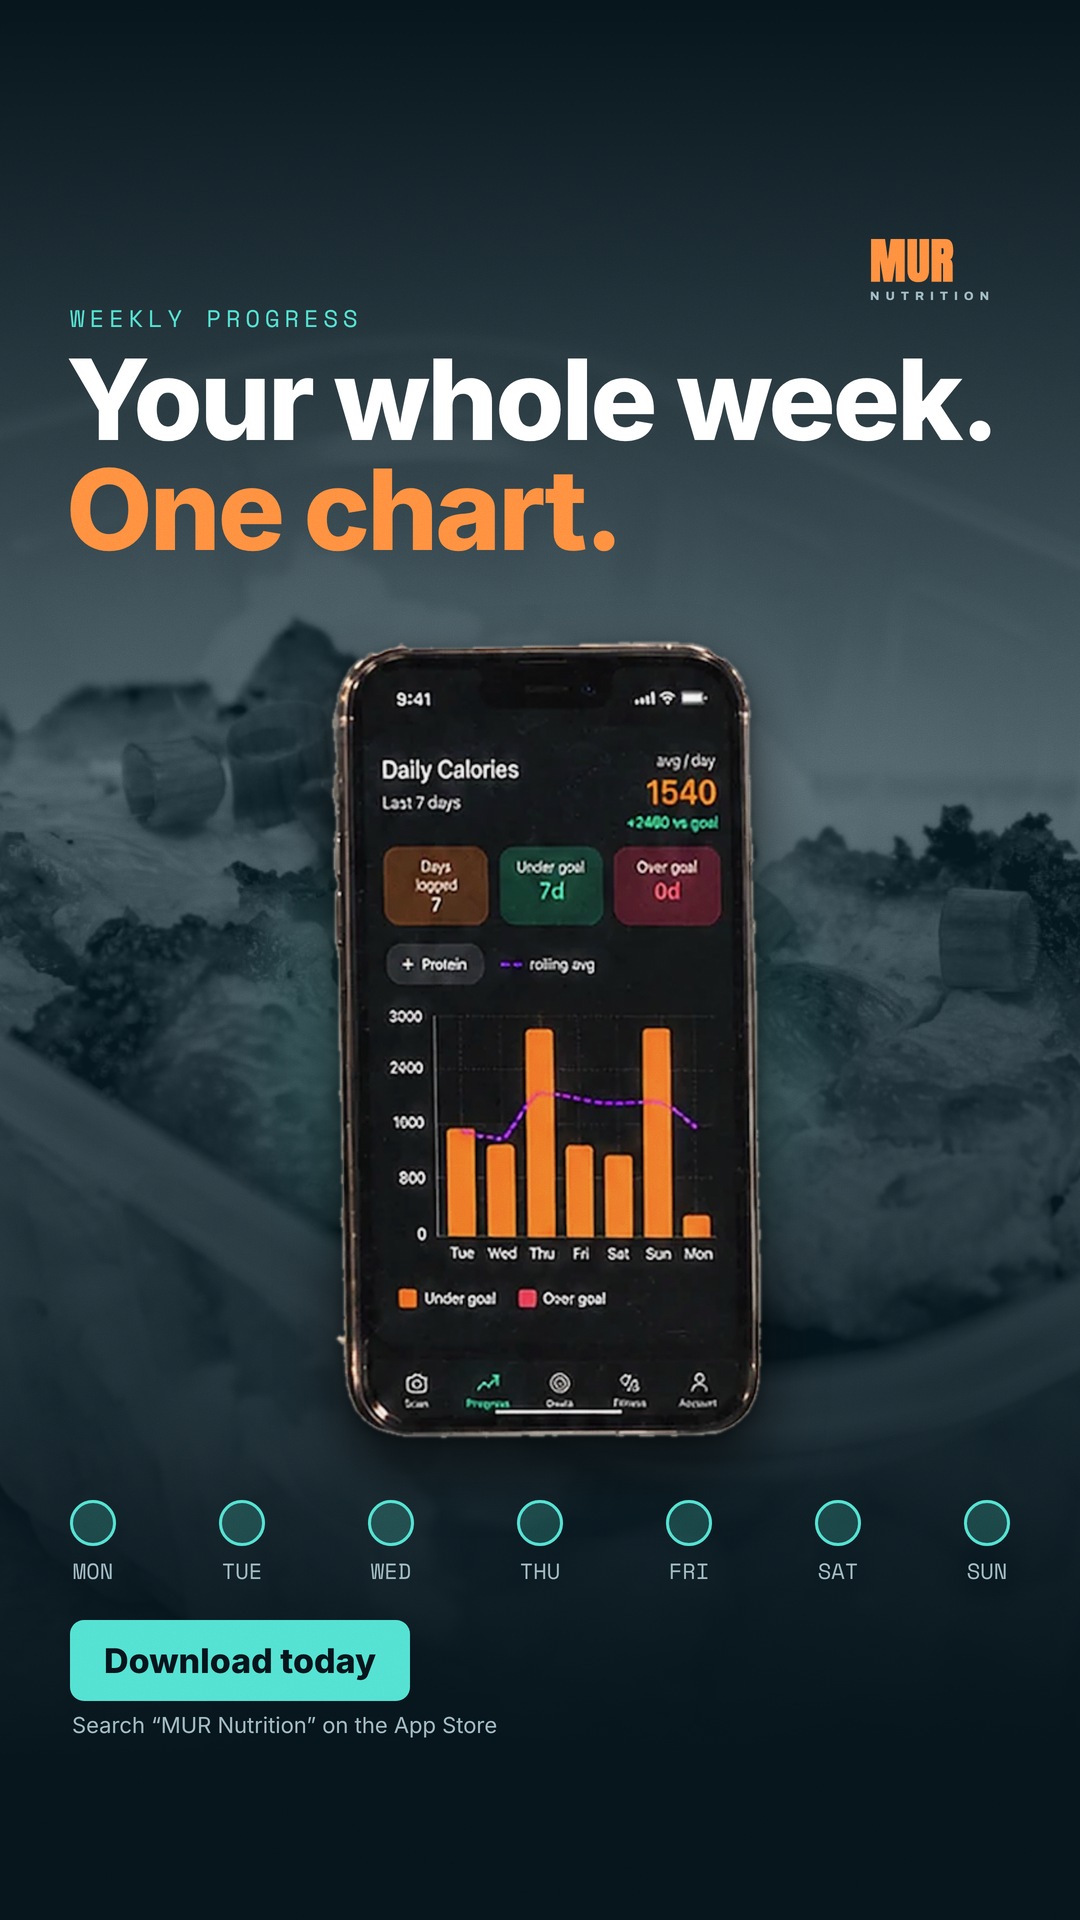 MUR
NUTRITION
WEEKLY PROGRESS
Your whole week.
One chart.
9:41
Daily Calories
Last 7 days
avg / day
1540
+2460 vs goal
Days
logged
7
Under goal
7d
Over goal
0d
+ Protein
rolling avg
3000
2400
1600
800
0
Tue Wed Thu Fri Sat Sun Mon
Under goal
Over goal
Scan Progress Fitness Account
MON TUE WED THU FRI SAT SUN
Download today
Search “MUR Nutrition” on the App Store